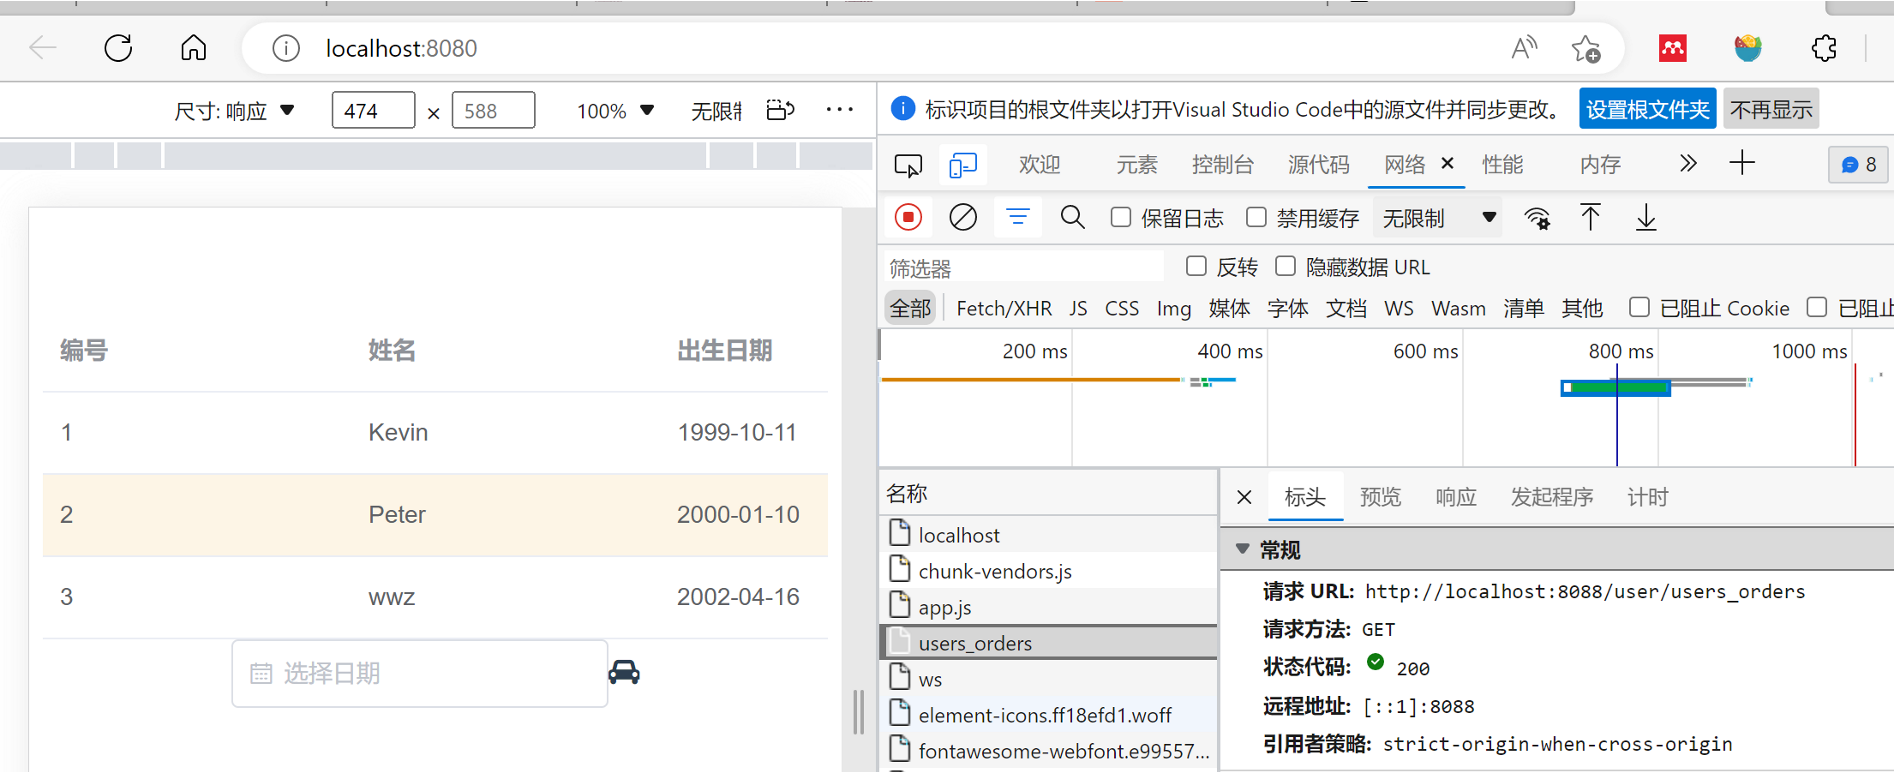 localhost:8080
尺寸: 响应 474 × 588 100% 无限制
标识项目的根文件夹以打开Visual Studio Code中的源文件并同步更改。 设置根文件夹 不再显示
欢迎 元素 控制台 源代码 网络 性能 内存 8
保留日志 禁用缓存 无限制
筛选器 反转 隐藏数据 URL
全部 Fetch/XHR JS CSS Img 媒体 字体 文档 WS Wasm 清单 其他 已阻止 Cookie 已阻止
200 ms 400 ms 600 ms 800 ms 1000 ms
编号 姓名 出生日期
1 Kevin 1999-10-11
2 Peter 2000-01-10
3 wwz 2002-04-16
选择日期
名称
localhost
chunk-vendors.js
app.js
users_orders
ws
element-icons.ff18efd1.woff
fontawesome-webfont.e99557...
标头 预览 响应 发起程序 计时
常规
请求 URL: http://localhost:8088/user/users_orders
请求方法: GET
状态代码: 200
远程地址: [::1]:8088
引用者策略: strict-origin-when-cross-origin